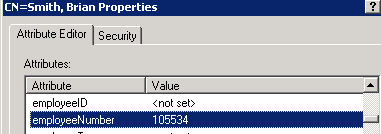 CN=Smith, Brian Properties ?
Attribute Editor Security
Attributes:
Attribute Value
employeeID <not set>
employeeNumber 105534